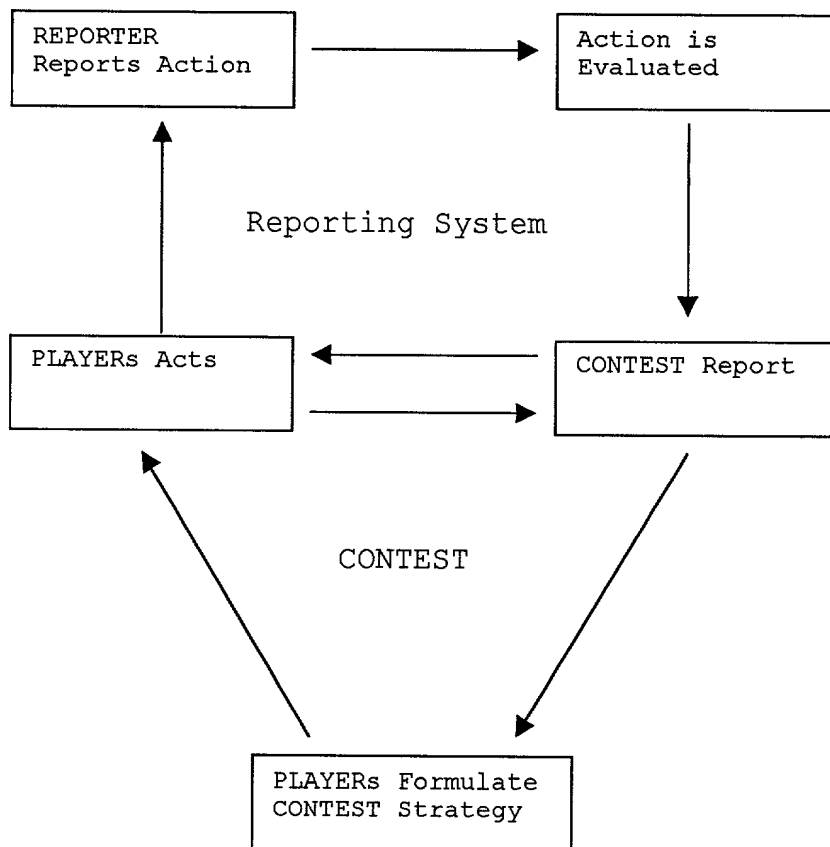 REPORTER
Reports Action
Action is
Evaluated
Reporting System
PLAYERs Acts
CONTEST Report
CONTEST
PLAYERs Formulate
CONTEST Strategy